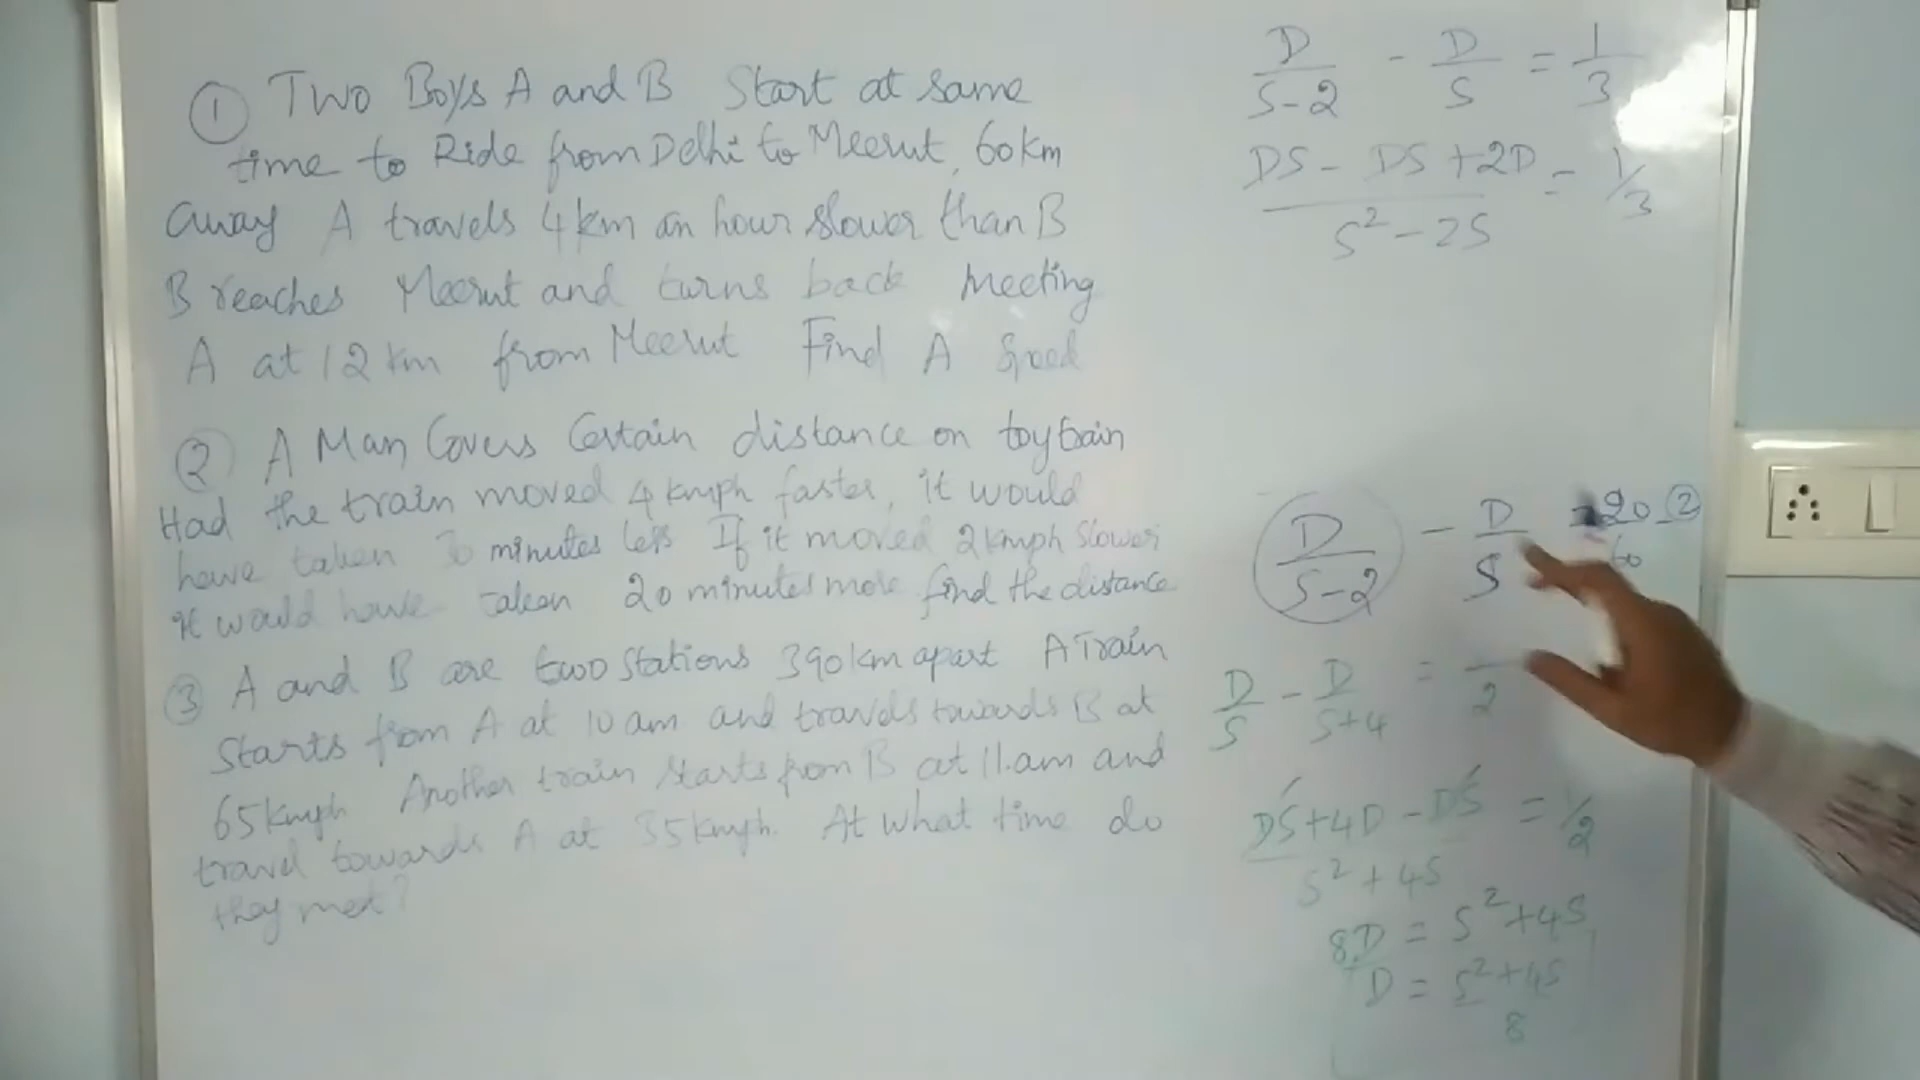 ① Two Boys A and B Start at same
time to Ride from Delhi to Meerut, 60km
away A travels 4km an hour slower than B
B reaches Meerut and turns back meeting
A at 12 km from Meerut Find A Speed
② A Man Covers Certain distance on toytrain
Had the train moved 4 kmph faster, it would
have taken 30 minutes less If it moved 2kmph slower
it would have taken 20 minutes more find the distance
③ A and B are two stations 390km apart A Train
starts from A at 10 am and travels towards B at
65kmph Another train starts from B at 11.am and
travel towards A at 35kmph. At what time do
they met?
D/S-2 - D/S = 1/3
DS - DS + 2D / S² - 2S = 1/3
D/S-2 - D/S 20/60 ②
D/S - D/S+4 = /2
DS+4D - DS / S² + 4S = 1/2
8D = S² + 4S
D = S² + 4S / 8